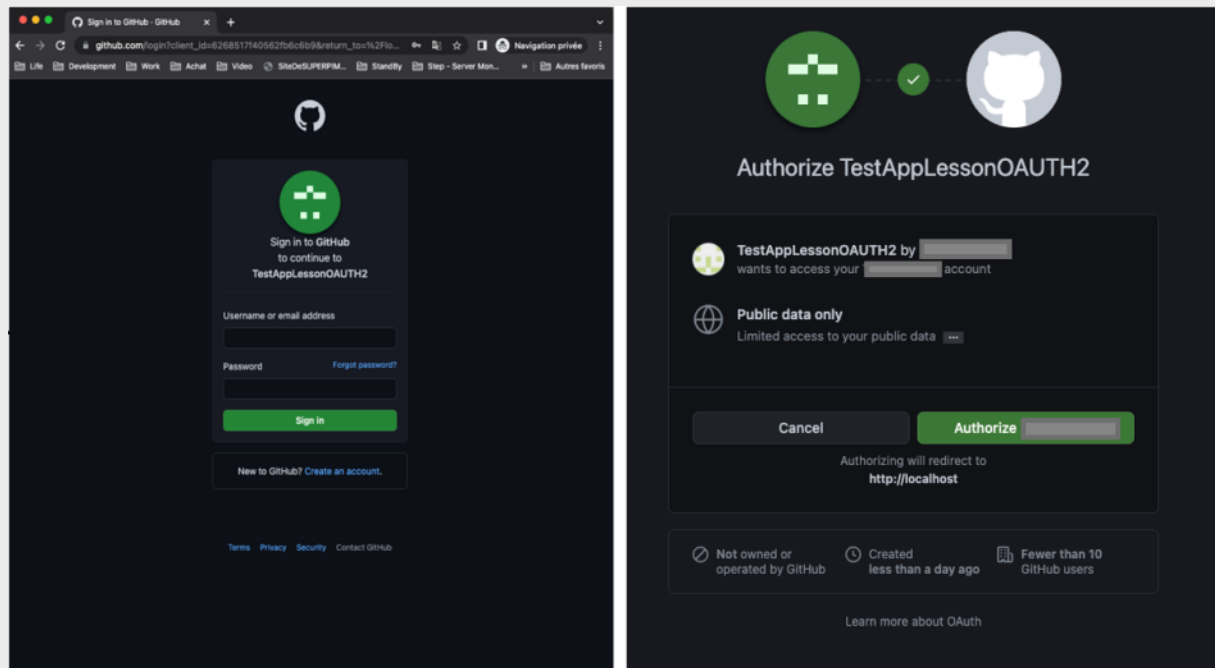 Sign in to GitHub · GitHub
github.com/login?client_id=6268517f40562fb6c6b9&return_to=%2Flo...
Navigation privée
Life
Development
Work
Achat
Video
SiteDeSUPERPIM...
StandBy
Step - Server Mon...
»
Autres favoris
Sign in to GitHub
to continue to
TestAppLessonOAUTH2
Username or email address
Password
Forgot password?
Sign in
New to GitHub? Create an account.
Terms
Privacy
Security
Contact GitHub
Authorize TestAppLessonOAUTH2
TestAppLessonOAUTH2 by
wants to access your account
Public data only
Limited access to your public data
Cancel
Authorize
Authorizing will redirect to
http://localhost
Not owned or
operated by GitHub
Created
less than a day ago
Fewer than 10
GitHub users
Learn more about OAuth